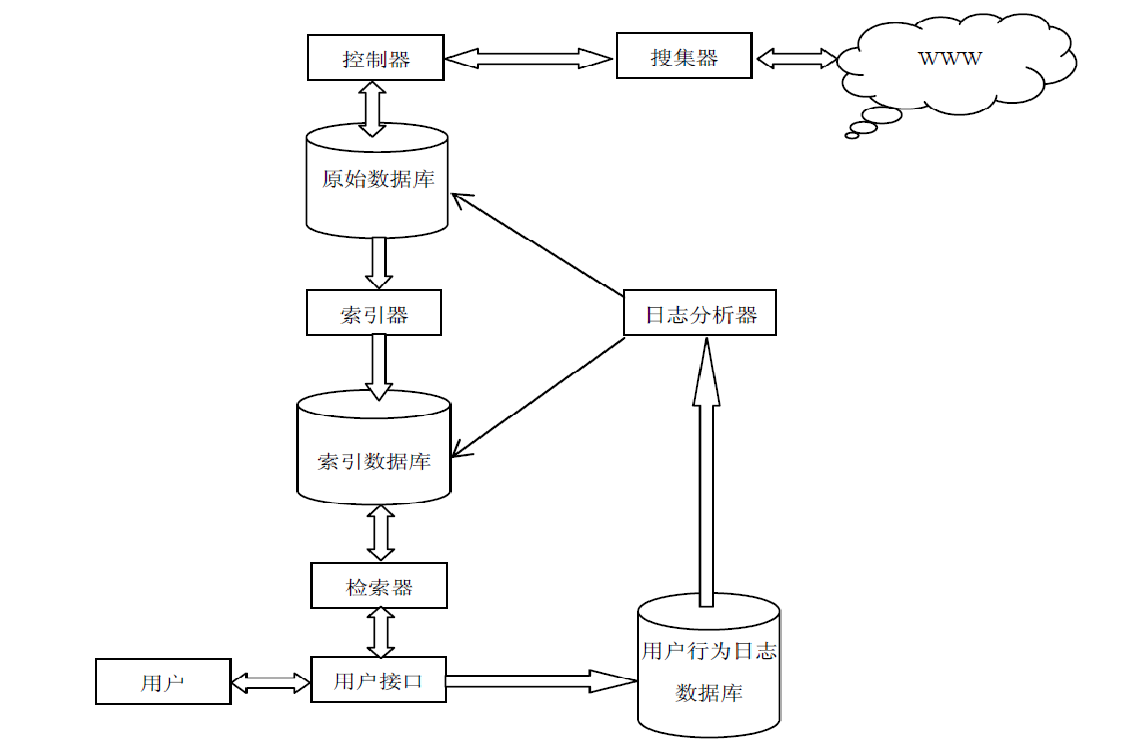 控制器
搜集器
WWW
原始数据库
索引器
日志分析器
索引数据库
检索器
用户行为日志
数据库
用户
用户接口